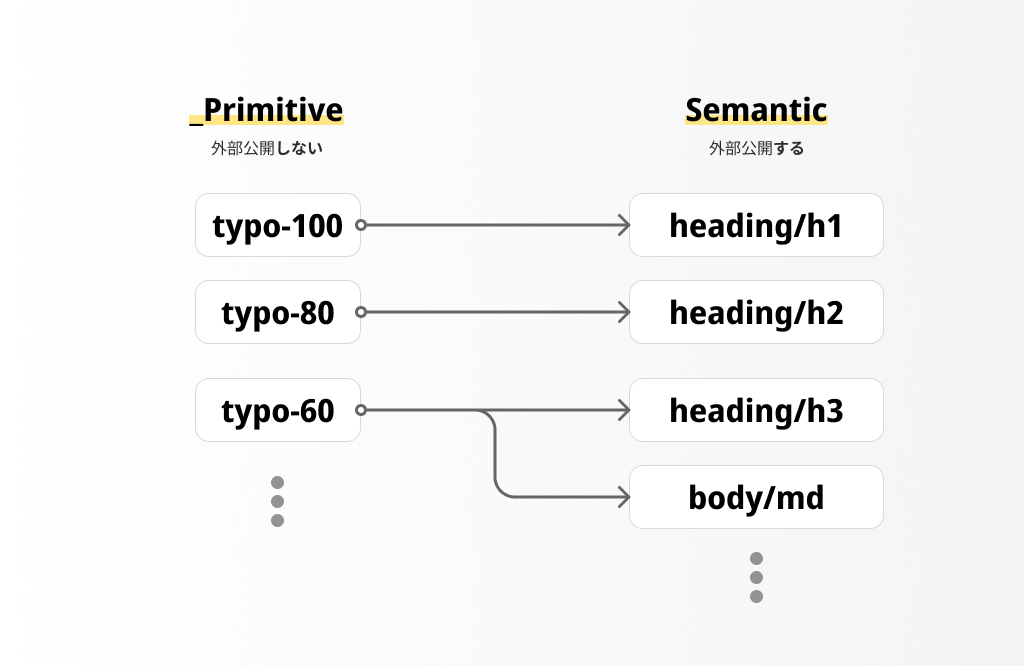 _Primitive
外部公開しない
typo-100
typo-80
typo-60
Semantic
外部公開する
heading/h1
heading/h2
heading/h3
body/md